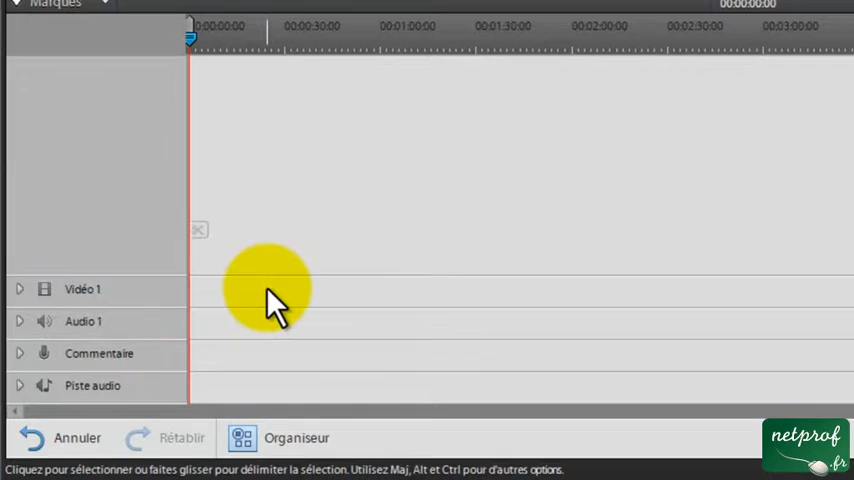 Marques
00:00:00:00
0:00:00:00 00:00:30:00 00:01:00:00 00:01:30:00 00:02:00:00 00:02:30:00 00:03:00:00
Vidéo 1
Audio 1
Commentaire
Piste audio
Annuler Rétablir Organiseur
Cliquez pour sélectionner ou faites glisser pour délimiter la sélection. Utilisez Maj, Alt et Ctrl pour d'autres options.
netprof
.fr